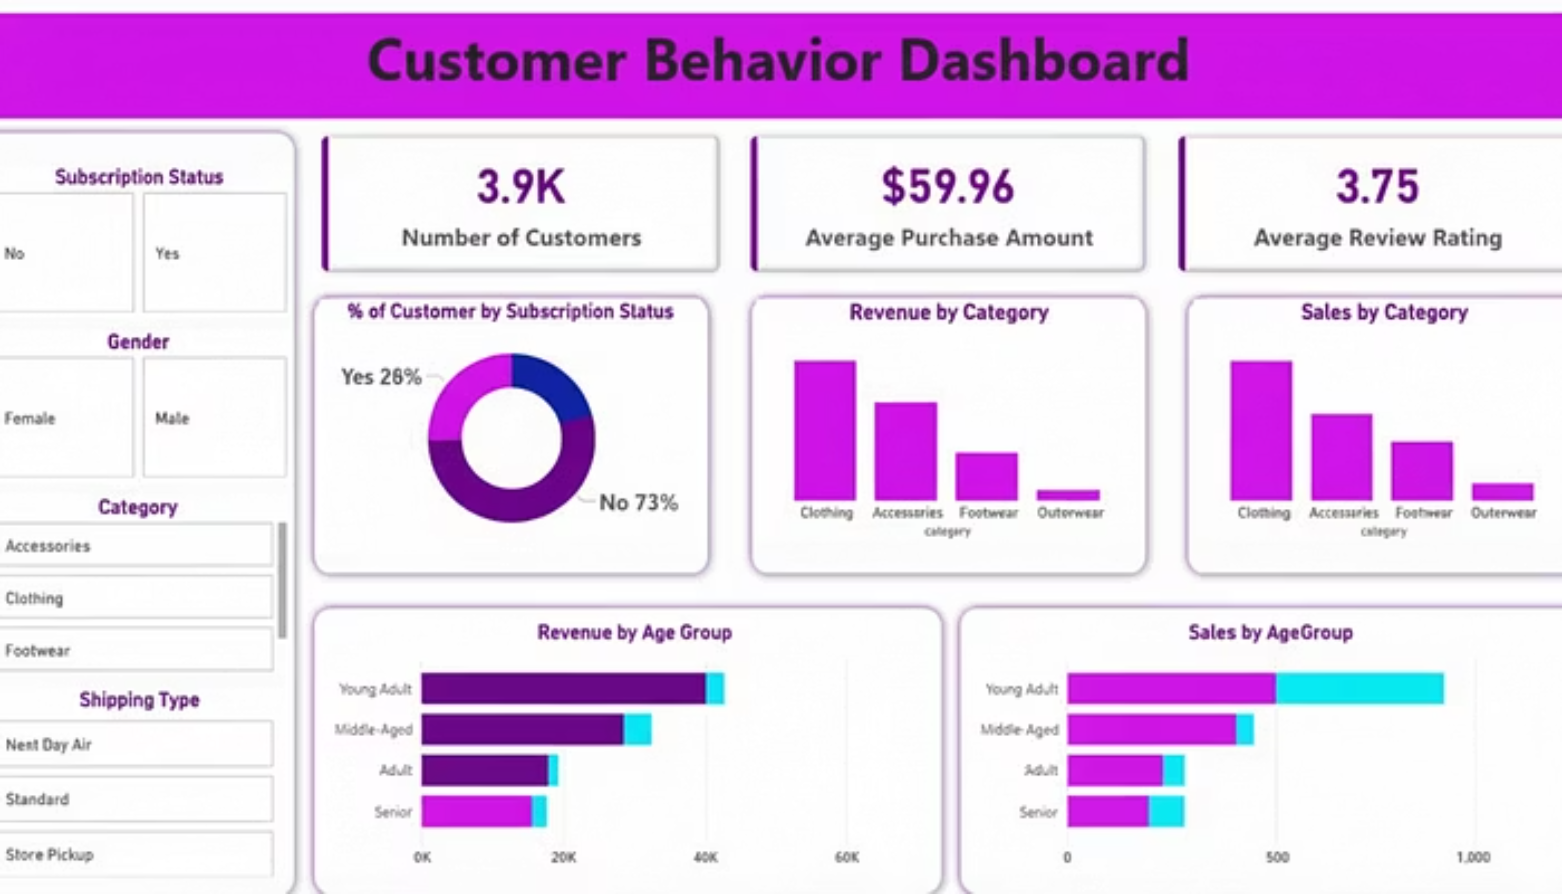 Customer Behavior Dashboard
Subscription Status
No
Yes
Gender
Female
Male
Category
Accessories
Clothing
Footwear
Shipping Type
Nent Day Air
Standard
Store Pickup
3.9K
Number of Customers
$59.96
Average Purchase Amount
3.75
Average Review Rating
% of Customer by Subscription Status
Yes 26%
No 73%
Revenue by Category
Clothing
Accessories
Footwear
Outerwear
category
Sales by Category
Clothing
Accessories
Footwear
Outerwear
category
Revenue by Age Group
Young Adult
Middle-Aged
Adult
Senior
0K
20K
40K
60K
Sales by AgeGroup
Young Adult
Middle-Aged
Adult
Senior
0
500
1,000